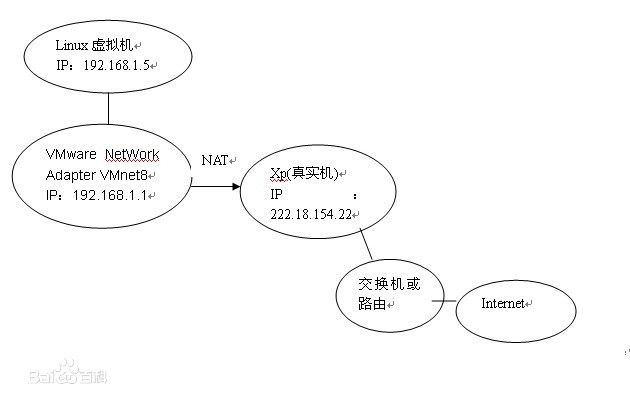 Linux 虚拟机
IP：192.168.1.5
VMware NetWork
Adapter VMnet8
IP：192.168.1.1
NAT
Xp(真实机)
IP ：
222.18.154.22
交换机或
路由
Internet
Bai百科